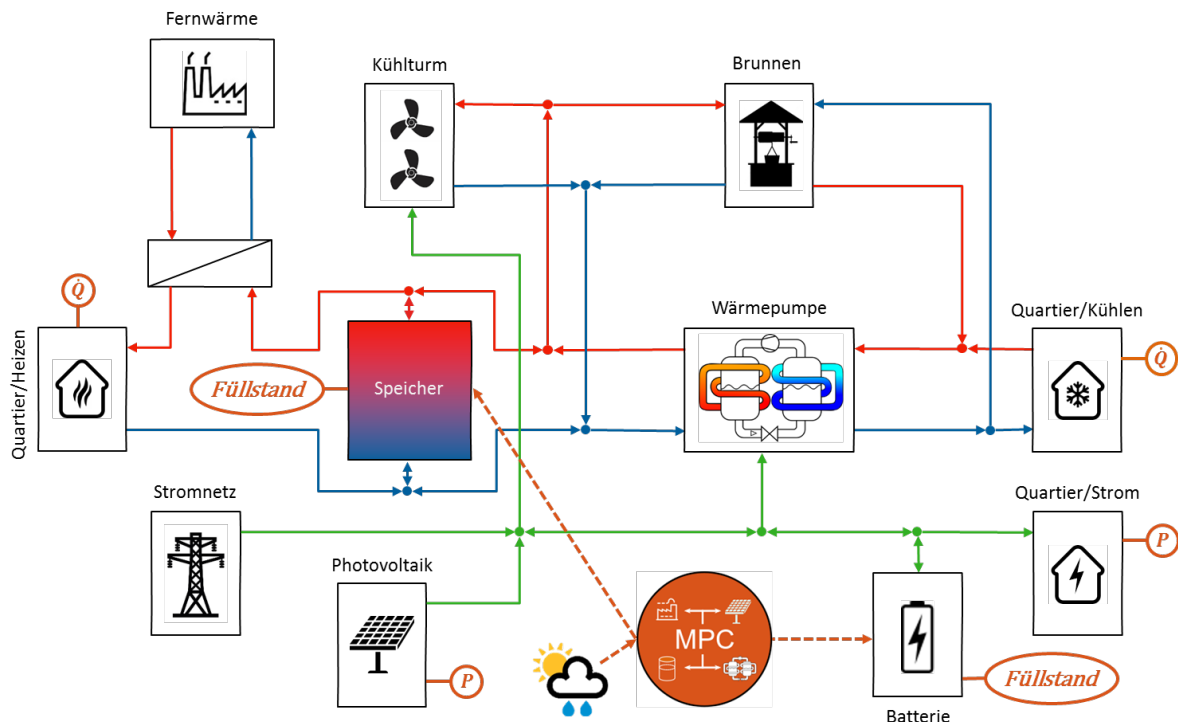 Fernwärme
Kühlturm
Brunnen
Q̇
Wärmepumpe
Quartier/Kühlen
Quartier/Heizen
Füllstand
Speicher
Q̇
Stromnetz
Quartier/Strom
Photovoltaik
P
MPC
P
Füllstand
Batterie